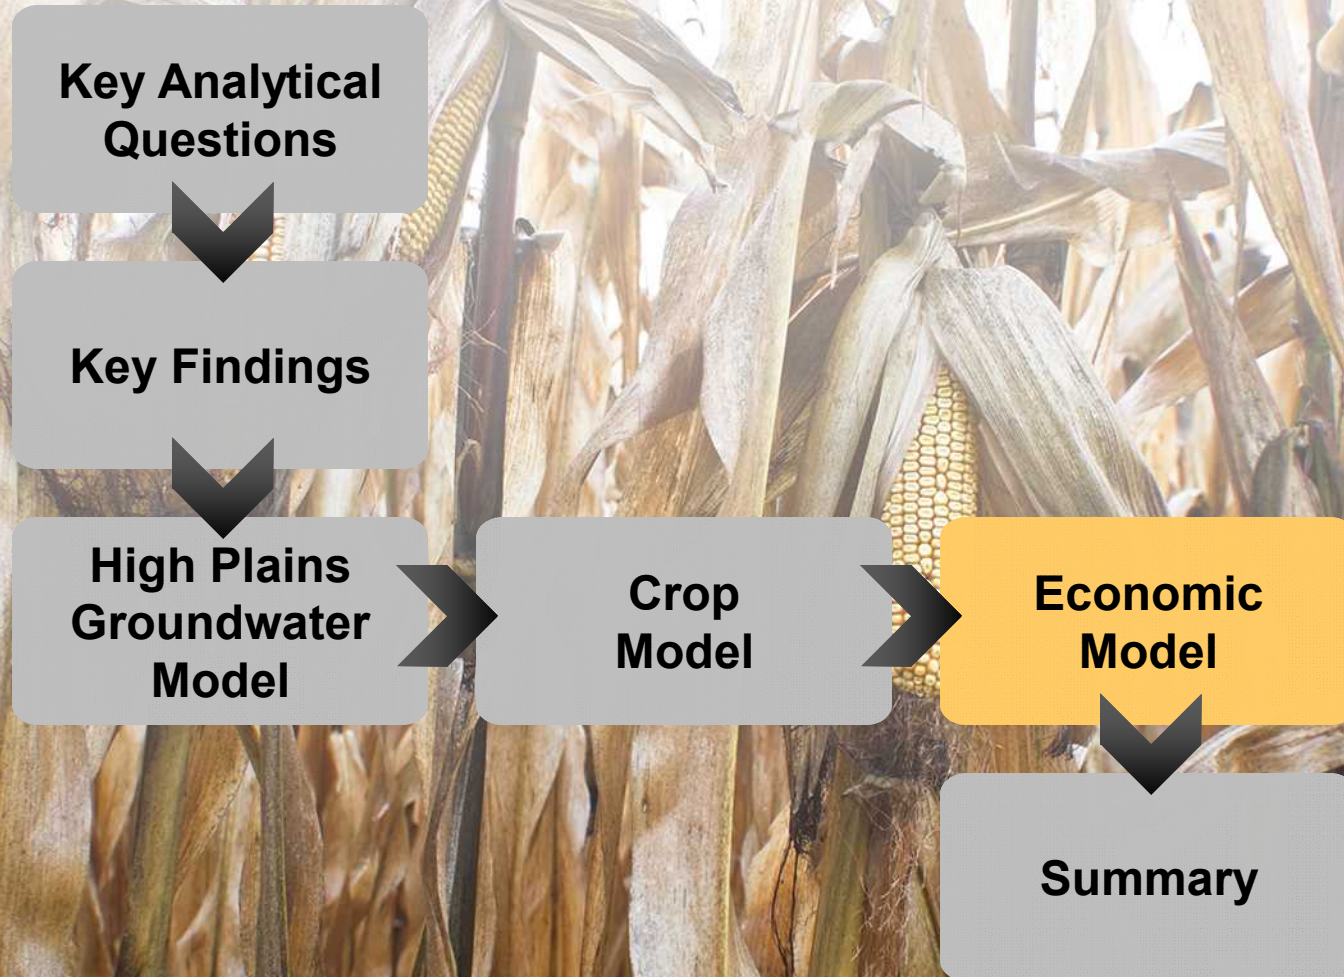 Key Analytical
Questions
Key Findings
High Plains
Groundwater
Model
Crop
Model
Economic
Model
Summary